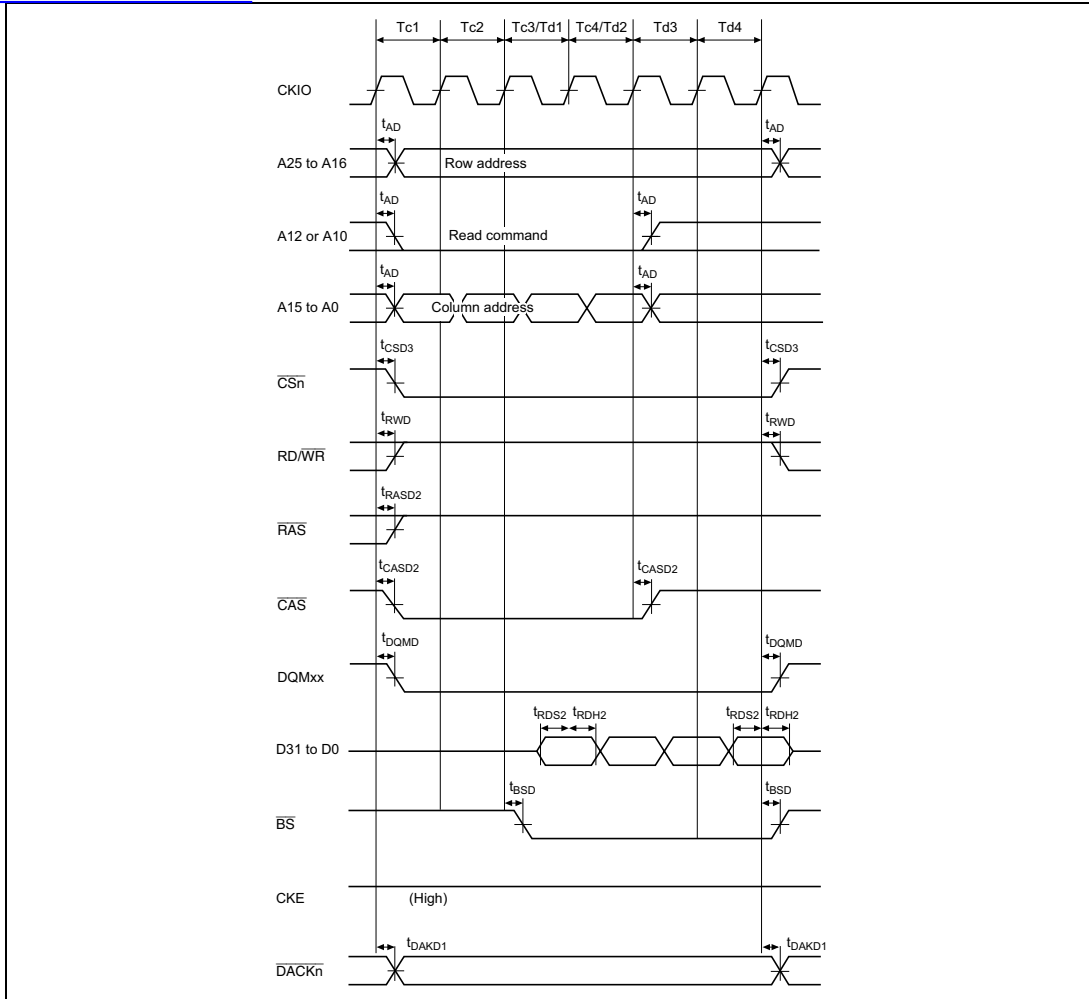 Tc1 Tc2 Tc3/Td1 Tc4/Td2 Td3 Td4
CKIO
tAD tAD
A25 to A16 Row address
tAD tAD
A12 or A10 Read command
tAD tAD
A15 to A0 Column address
tCSD3 tCSD3
CSn
tRWD tRWD
RD/WR
tRASD2
RAS
tCASD2 tCASD2
CAS
tDQMD tDQMD
DQMxx
tRDS2 tRDH2 tRDS2 tRDH2
D31 to D0
tBSD tBSD
BS
CKE (High)
tDAKD1 tDAKD1
DACKn